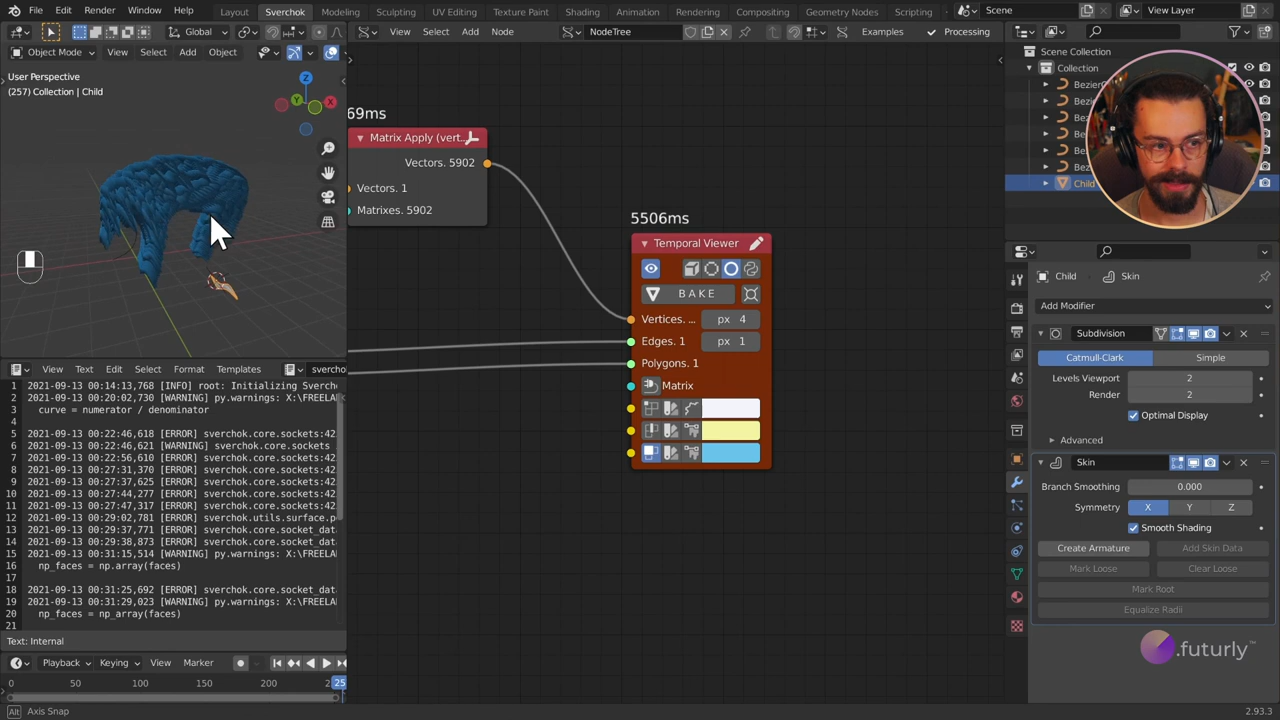 File Edit Render Window Help
Layout Sverchok Modeling Sculpting UV Editing Texture Paint Shading Animation Rendering Compositing Geometry Nodes Scripting
Scene
View Layer
Global
View Select Add Node
NodeTree
Examples
Processing
Object Mode
View Select Add Object
User Perspective
(257) Collection | Child
Z
Y
X
69ms
Matrix Apply (vert..
Vectors. 5902
Vectors. 1
Matrixes. 5902
5506ms
Temporal Viewer
BAKE
Vertices. ...
px 4
Edges. 1
px 1
Polygons. 1
Matrix
Scene Collection
Collection
Child
Child
Skin
Add Modifier
Subdivision
Catmull-Clark
Simple
Levels Viewport
2
Render
2
Optimal Display
Advanced
Skin
Branch Smoothing
0.000
Symmetry
X
Y
Z
Smooth Shading
Create Armature
Add Skin Data
Mark Loose
Clear Loose
Mark Root
Equalize Radii
.futurly™
View Text Edit Select Format Templates
svercho
1 2021-09-13 00:14:13,768 [INFO] root: Initializing Sverch
2 2021-09-13 00:20:02,730 [WARNING] py.warnings: X:\FREELA
3 curve = numerator / denominator
4
5 2021-09-13 00:22:46,618 [ERROR] sverchok.core.sockets:42
6 2021-09-13 00:22:46,621 [WARNING] sverchok.core.sockets
7 2021-09-13 00:22:56,610 [ERROR] sverchok.core.sockets:42
8 2021-09-13 00:27:31,370 [ERROR] sverchok.core.sockets:42
9 2021-09-13 00:27:37,625 [ERROR] sverchok.core.sockets:42
10 2021-09-13 00:27:44,277 [ERROR] sverchok.core.sockets:42
11 2021-09-13 00:27:47,317 [ERROR] sverchok.core.sockets:42
12 2021-09-13 00:29:02,781 [ERROR] sverchok.utils.surface.p
13 2021-09-13 00:29:37,771 [ERROR] sverchok.core.socket_dat
14 2021-09-13 00:29:38,873 [ERROR] sverchok.core.socket_dat
15 2021-09-13 00:31:15,514 [WARNING] py.warnings: X:\FREELA
16 np_faces = np.array(faces)
17
18 2021-09-13 00:31:25,692 [ERROR] sverchok.core.socket_dat
19 2021-09-13 00:31:29,023 [WARNING] py.warnings: X:\FREELA
20 np_faces = np_array(faces)
21
Text: Internal
Playback Keying View Marker
0 50 100 150 200 25
Alt Axis Snap
2.93.3